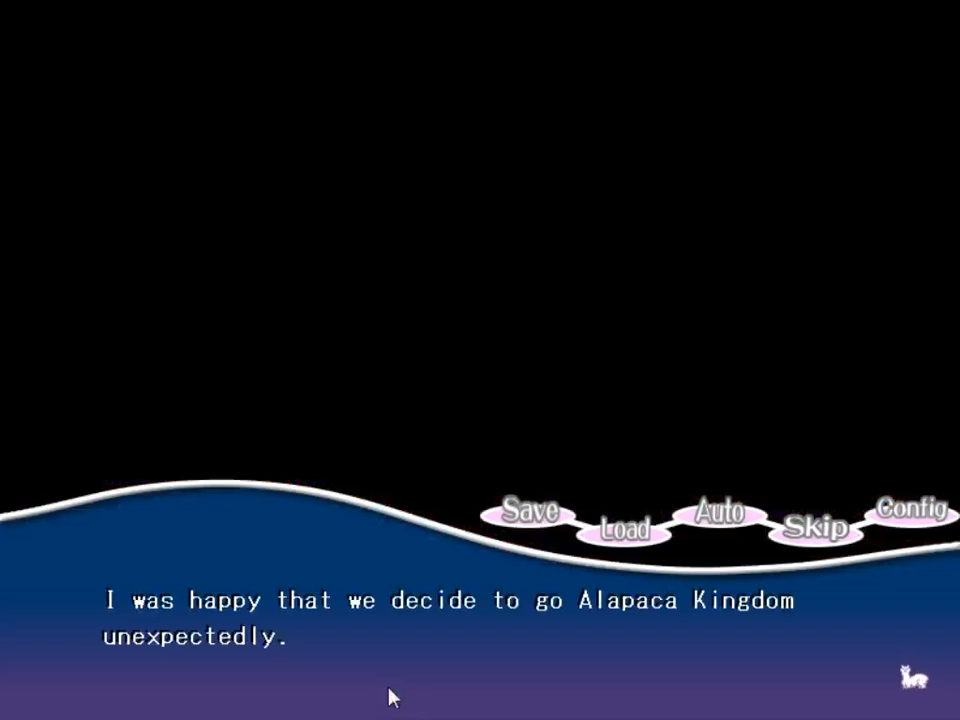 Save
Load
Auto
Skip
Config
I was happy that we decide to go Alapaca Kingdom
unexpectedly.